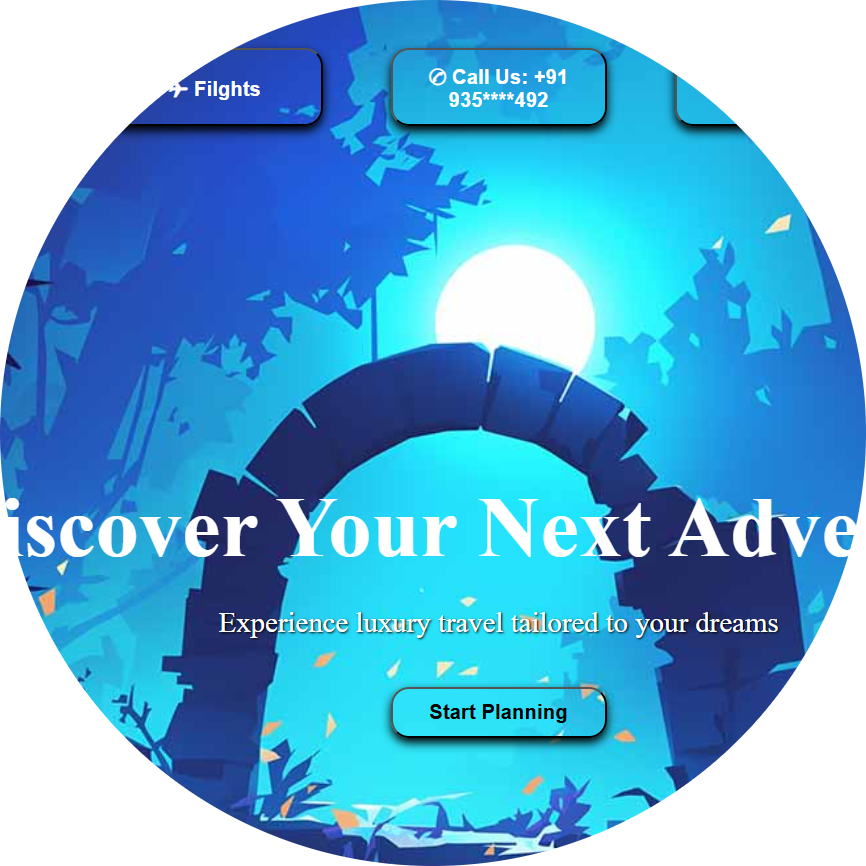 ✈ Filghts
✆ Call Us: +91
935****492
iscover Your Next Adve
Experience luxury travel tailored to your dreams
Start Planning